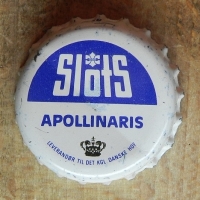 Slots
APOLLINARIS
LEVERANDØR TIL DET KGL. DANSKE HOF